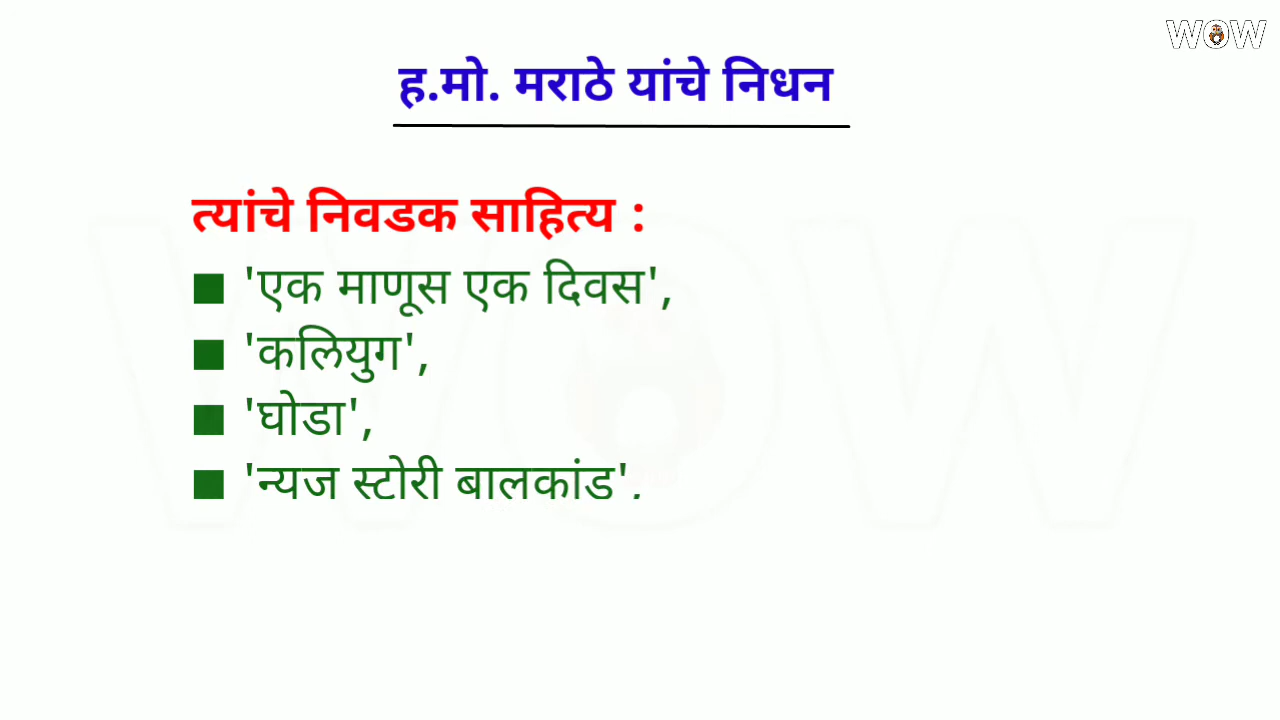 WOW
ह.मो. मराठे यांचे निधन
त्यांचे निवडक साहित्य :
■ 'एक माणूस एक दिवस',
■ 'कलियुग',
■ 'घोडा',
■ 'न्यज स्टोरी बालकांड',